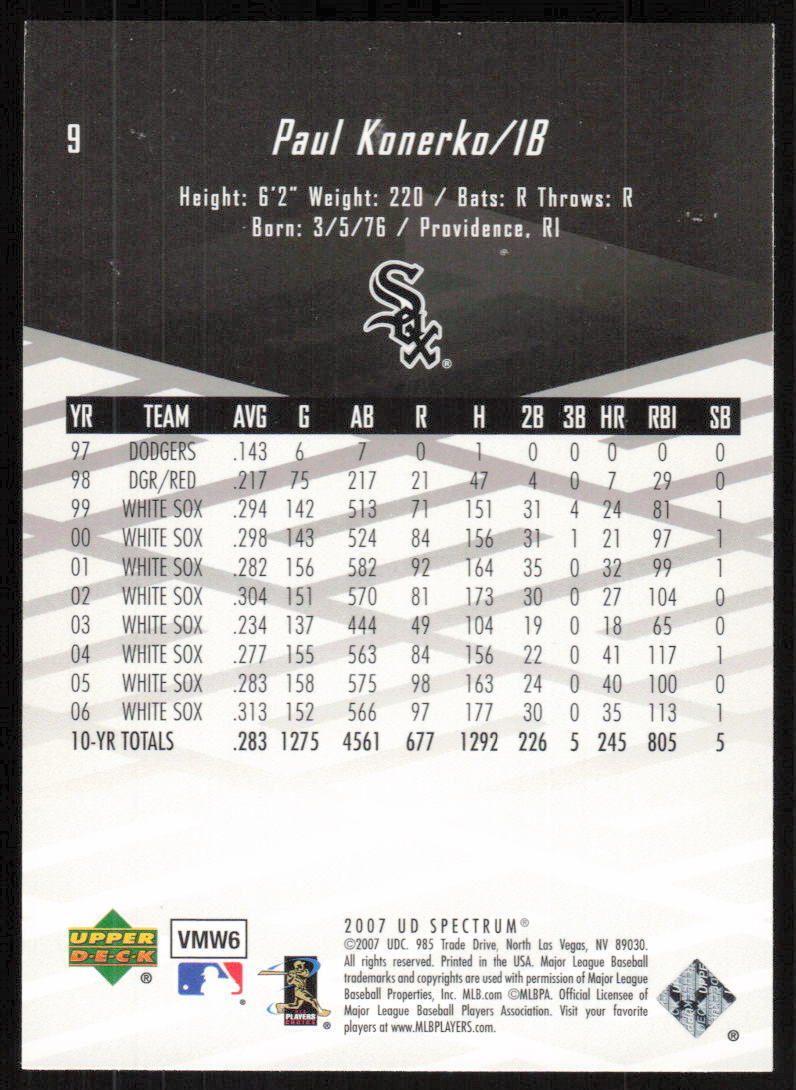 9
Paul Konerko/1B
Height: 6'2" Weight: 220 / Bats: R Throws: R
Born: 3/5/76 / Providence, RI
Sox ®
YR TEAM AVG G AB R H 2B 3B HR RBI SB
97 DODGERS .143 6 7 0 1 0 0 0 0 0
98 DGR/RED .217 75 217 21 47 4 0 7 29 0
99 WHITE SOX .294 142 513 71 151 31 4 24 81 1
00 WHITE SOX .298 143 524 84 156 31 1 21 97 1
01 WHITE SOX .282 156 582 92 164 35 0 32 99 1
02 WHITE SOX .304 151 570 81 173 30 0 27 104 0
03 WHITE SOX .234 137 444 49 104 19 0 18 65 0
04 WHITE SOX .277 155 563 84 156 22 0 41 117 1
05 WHITE SOX .283 158 575 98 163 24 0 40 100 0
06 WHITE SOX .313 152 566 97 177 30 0 35 113 1
10-YR TOTALS .283 1275 4561 677 1292 226 5 245 805 5
UPPER
D·E·C·K ®
VMW6
®
PLAYERS
CHOICE ®
2007 UD SPECTRUM®
©2007 UDC. 985 Trade Drive, North Las Vegas, NV 89030.
All rights reserved. Printed in the USA. Major League Baseball
trademarks and copyrights are used with permission of Major League
Baseball Properties, Inc. MLB.com ©MLBPA. Official Licensee of
Major League Baseball Players Association. Visit your favorite
players at www.MLBPLAYERS.com.
®